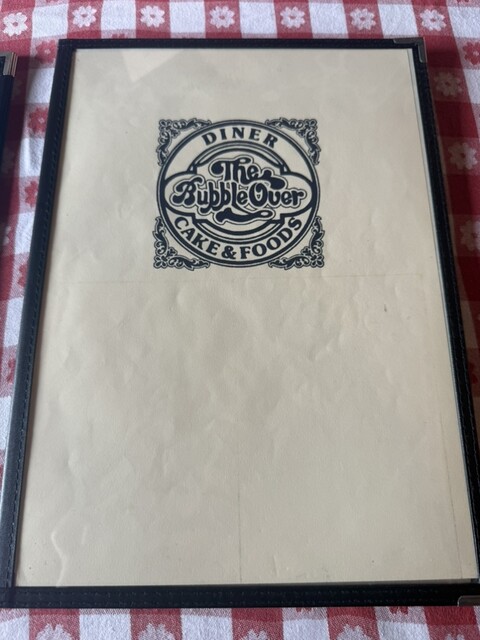 DINER
The
Bubble Over
CAKE & FOODS